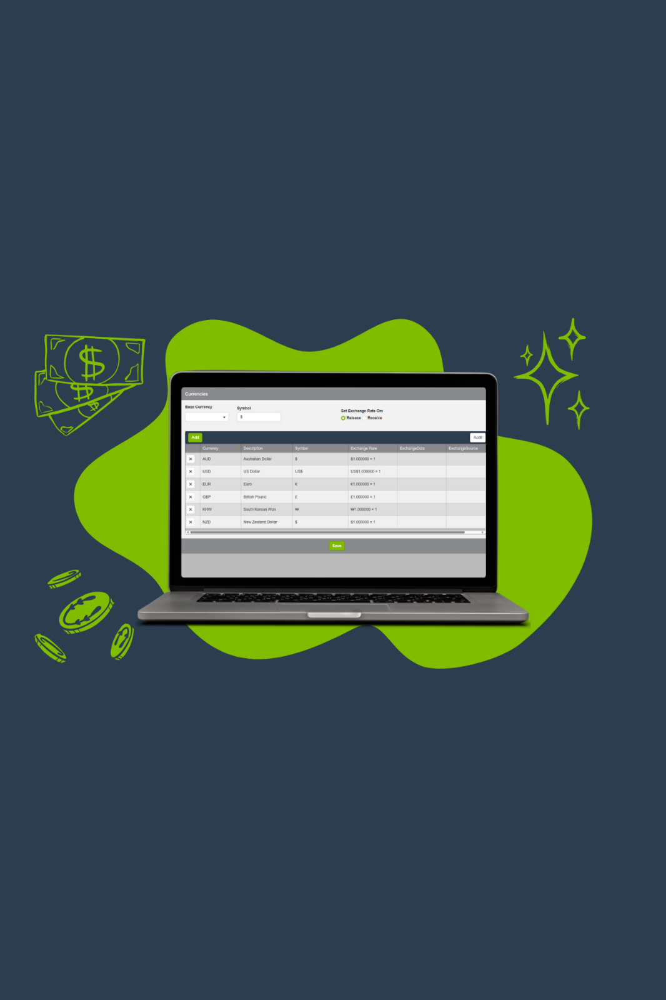 Currencies
Base Currency Symbol
$
Set Exchange Rate On:
Release Receive
Add Audit
Currency Description Symbol Exchange Rate ExchangeDate ExchangeSource
✕ AUD Australian Dollar $ $1.000000 = 1
✕ USD US Dollar US$ US$1.000000 = 1
✕ EUR Euro € €1.000000 = 1
✕ GBP British Pound £ £1.000000 = 1
✕ KRW South Korean Won ₩ ₩1.000000 = 1
✕ NZD New Zealand Dollar $ $1.000000 = 1
Save
$
$
$